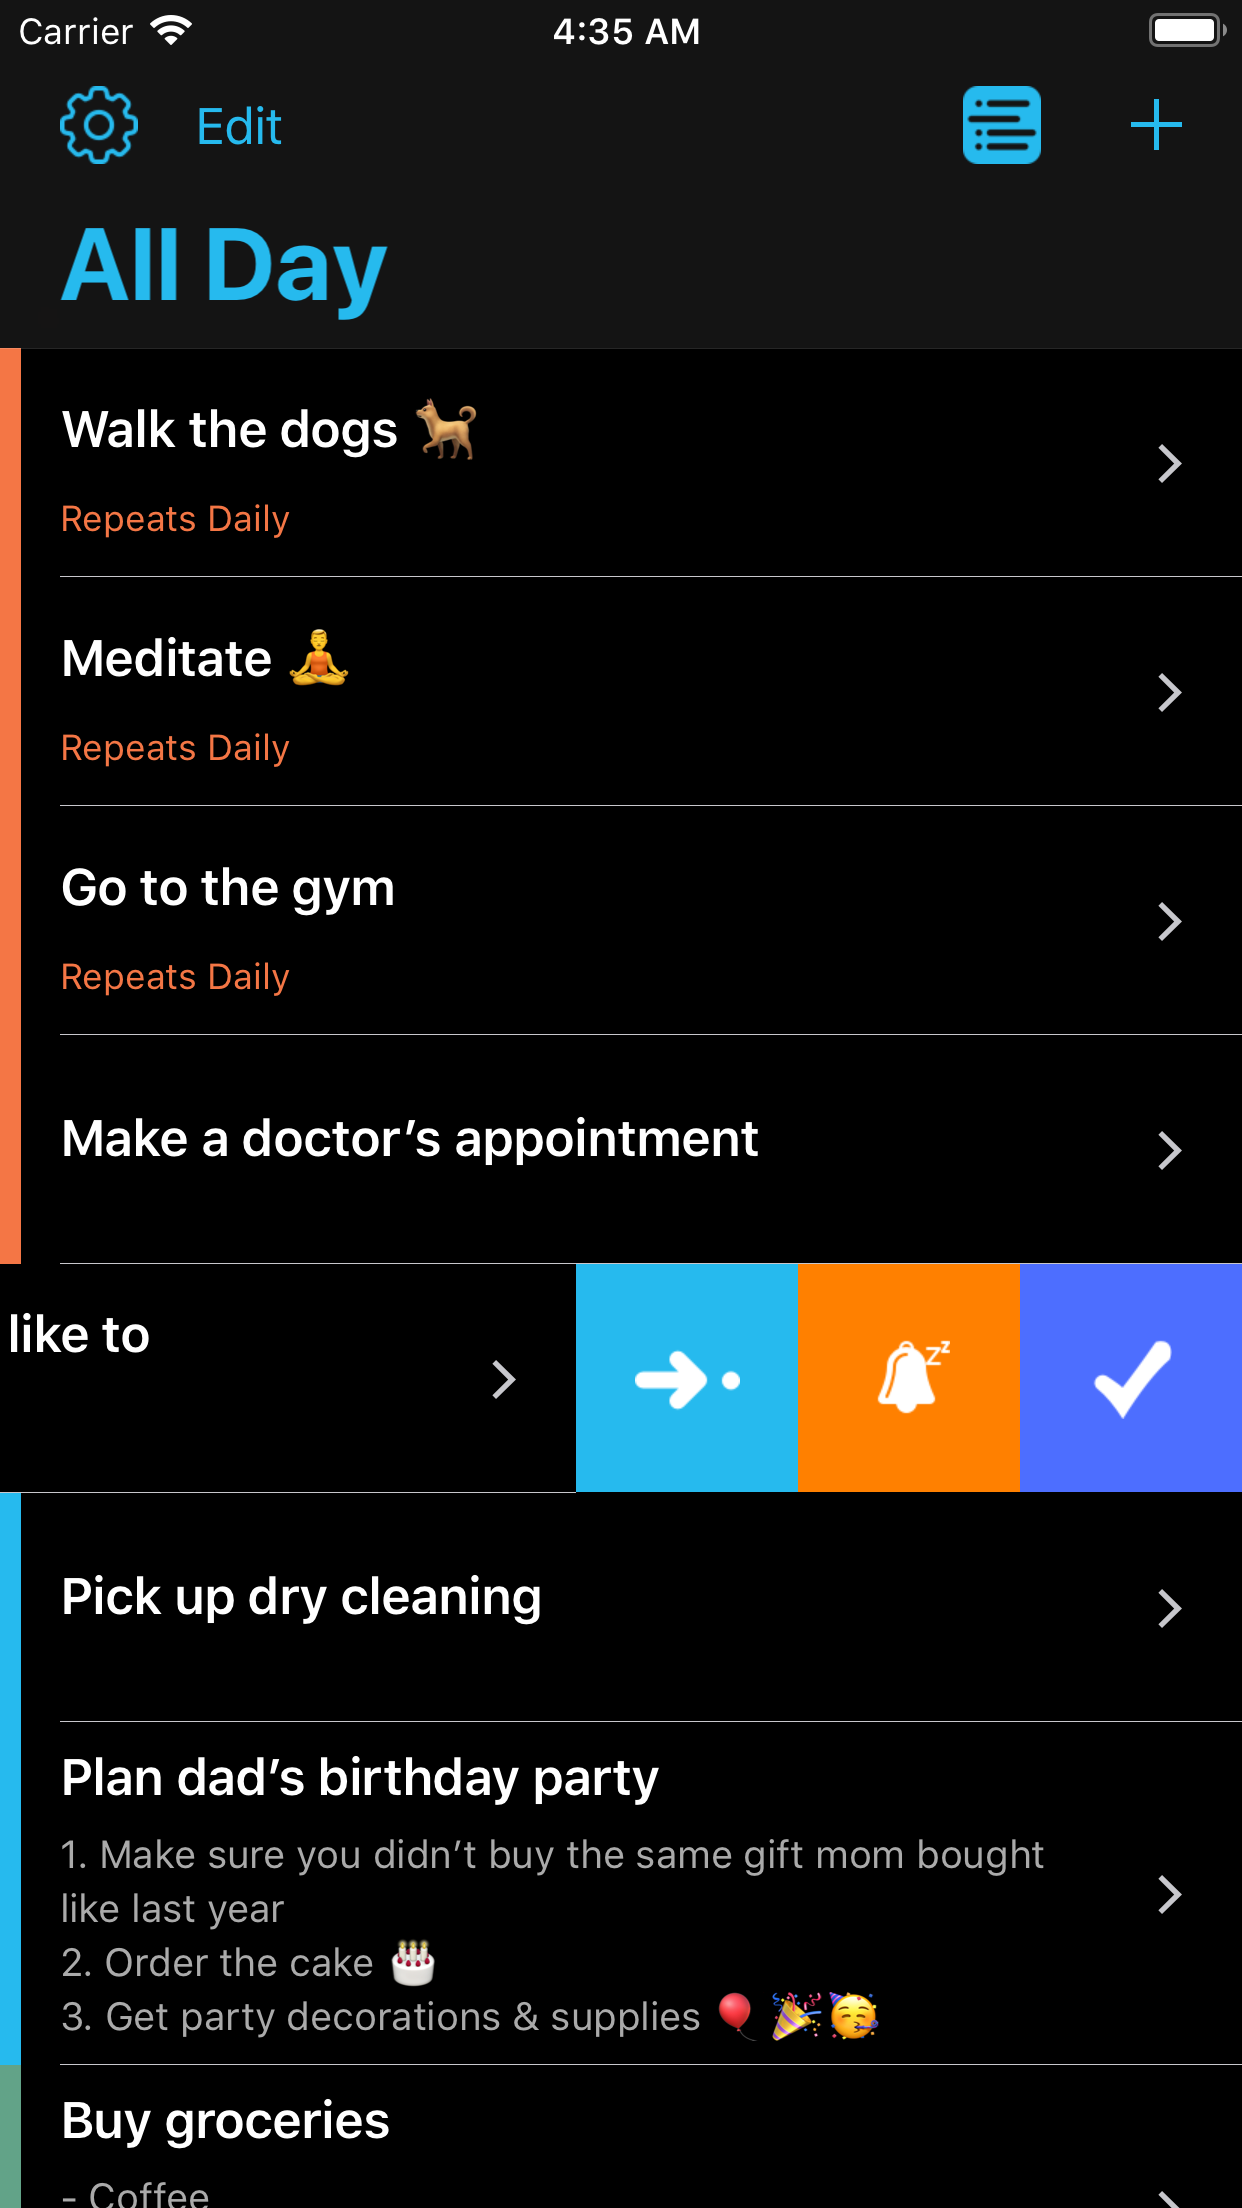 Carrier 4:35 AM
Edit
All Day
Walk the dogs 🐕
Repeats Daily
Meditate 🧘
Repeats Daily
Go to the gym
Repeats Daily
Make a doctor’s appointment
like to
zz
Pick up dry cleaning
Plan dad’s birthday party
1. Make sure you didn’t buy the same gift mom bought
like last year
2. Order the cake 🎂
3. Get party decorations & supplies 🎈🎉🥳
Buy groceries
- Coffee